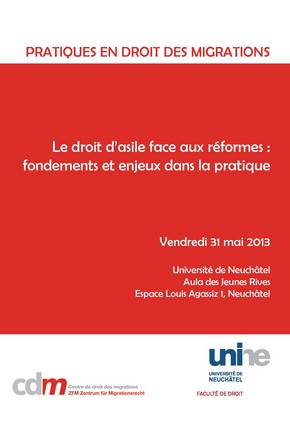 PRATIQUES EN DROIT DES MIGRATIONS
Le droit d'asile face aux réformes :
fondements et enjeux dans la pratique
Vendredi 31 mai 2013
Université de Neuchâtel
Aula des Jeunes Rives
Espace Louis Agassiz 1, Neuchâtel
cdm
Centre de droit des migrations
ZFM Zentrum für Migrationsrecht
unine
UNIVERSITÉ DE
NEUCHÂTEL
FACULTÉ DE DROIT